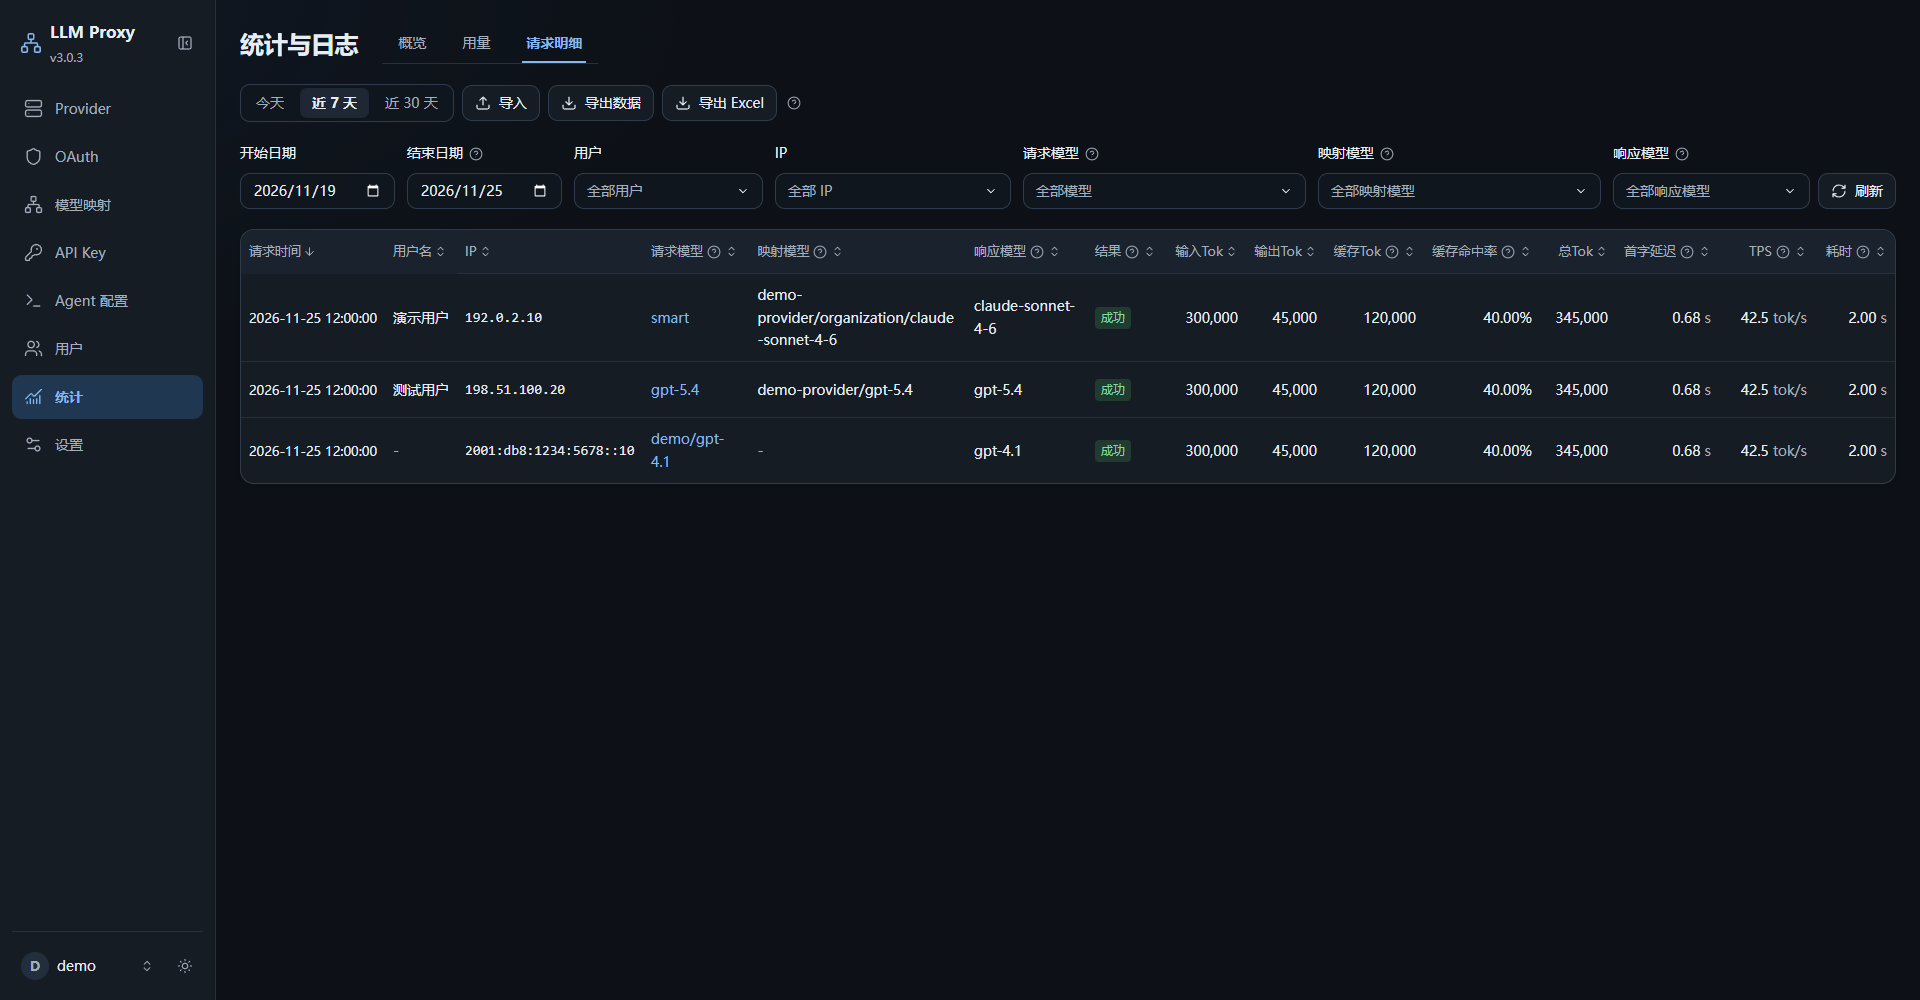 LLM Proxy
v3.0.3
Provider
OAuth
模型映射
API Key
Agent 配置
用户
统计
设置
D demo
统计与日志 概览 用量 请求明细
今天 近 7 天 近 30 天 导入 导出数据 导出 Excel
开始日期 结束日期 用户 IP 请求模型 映射模型 响应模型
2026/11/19 2026/11/25 全部用户 全部 IP 全部模型 全部映射模型 全部响应模型 刷新
请求时间 用户名 IP 请求模型 映射模型 响应模型 结果 输入Tok 输出Tok 缓存Tok 缓存命中率 总Tok 首字延迟 TPS 耗时
2026-11-25 12:00:00 演示用户 192.0.2.10 smart demo-
provider/organization/claude
-sonnet-4-6 claude-sonnet-
4-6 成功 300,000 45,000 120,000 40.00% 345,000 0.68 s 42.5 tok/s 2.00 s
2026-11-25 12:00:00 测试用户 198.51.100.20 gpt-5.4 demo-provider/gpt-5.4 gpt-5.4 成功 300,000 45,000 120,000 40.00% 345,000 0.68 s 42.5 tok/s 2.00 s
2026-11-25 12:00:00 - 2001:db8:1234:5678::10 demo/gpt-
4.1 - gpt-4.1 成功 300,000 45,000 120,000 40.00% 345,000 0.68 s 42.5 tok/s 2.00 s